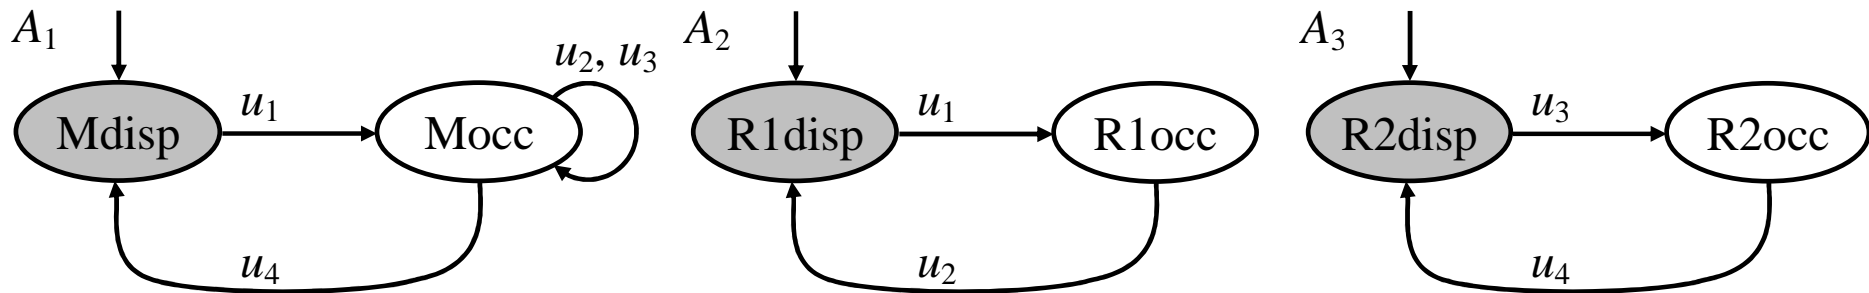 A₁
u₂, u₃
Mdisp
u₁
Mocc
u₄
A₂
R1disp
u₁
R1occ
u₂
A₃
R2disp
u₃
R2occ
u₄